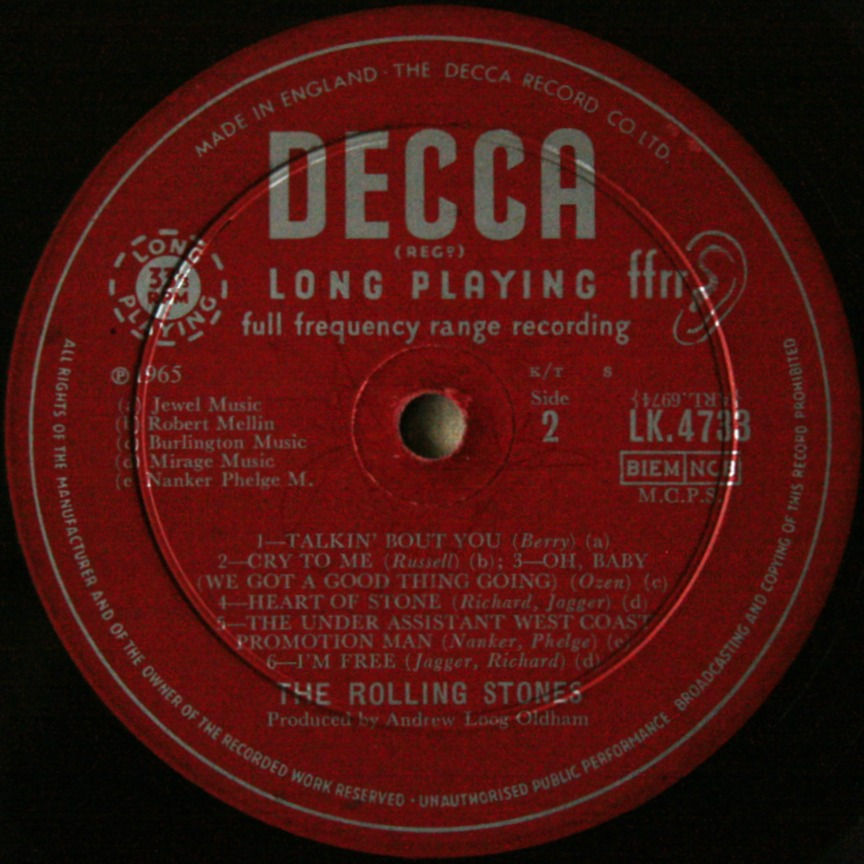 MADE IN ENGLAND · THE DECCA RECORD CO LTD.
DECCA
(REGD)
LONG PLAYING
33⅓
RPM
LONG PLAYING ffrr
full frequency range recording
℗ 1965
(a) Jewel Music
(b) Robert Mellin
(c) Burlington Music
(d) Mirage Music
(e) Nanker Phelge M.
K/T S
Side
2
LK.4733
BIEM NCB
M.C.P.S.
1—TALKIN' BOUT YOU (Berry) (a)
2—CRY TO ME (Russell) (b); 3—OH, BABY
(WE GOT A GOOD THING GOING) (Ozen) (c)
4—HEART OF STONE (Richard, Jagger) (d)
5—THE UNDER ASSISTANT WEST COAST
PROMOTION MAN (Nanker, Phelge) (e)
6—I'M FREE (Jagger, Richard) (d)
THE ROLLING STONES
Produced by Andrew Loog Oldham
ALL RIGHTS OF THE MANUFACTURER AND OF THE OWNER OF THE RECORDED WORK RESERVED · UNAUTHORISED PUBLIC PERFORMANCE BROADCASTING AND COPYING OF THIS RECORD PROHIBITED